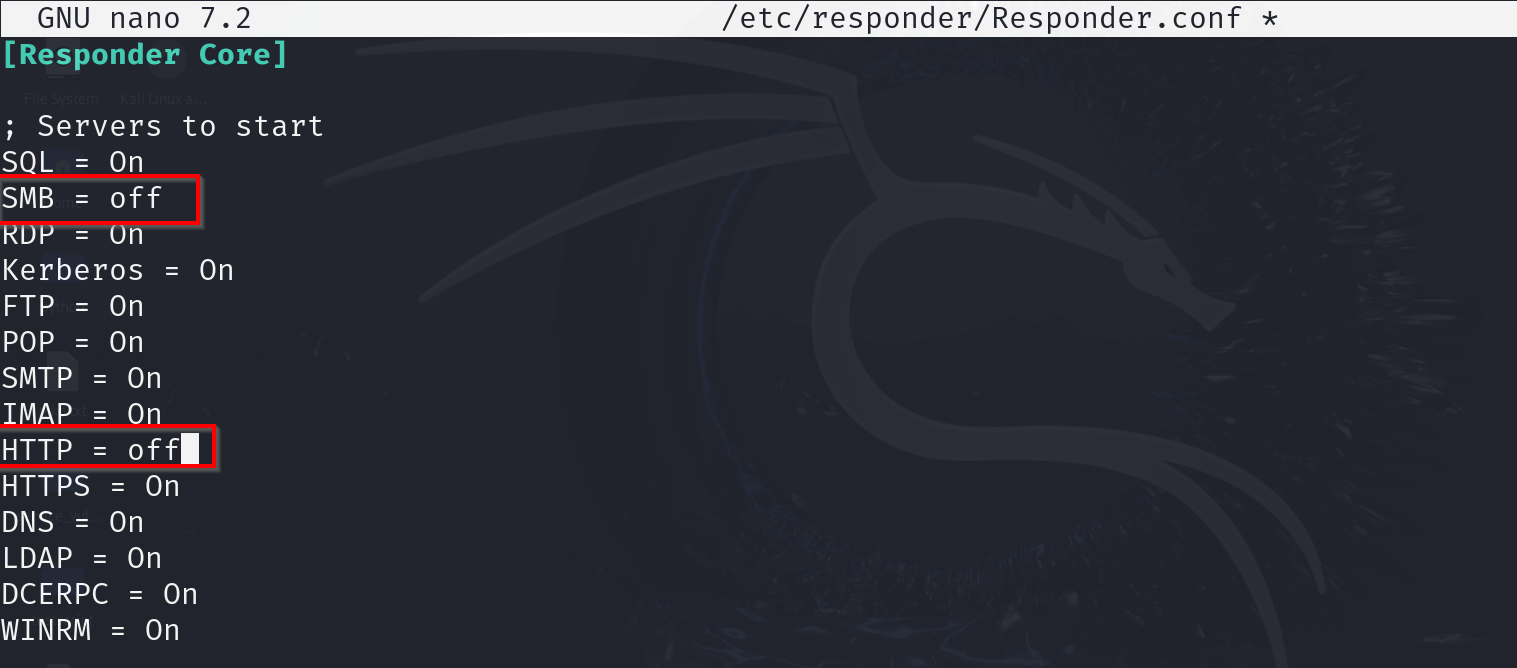 GNU nano 7.2 /etc/responder/Responder.conf *
[Responder Core]
File System Kali Linux a...
; Servers to start
SQL = On
SMB = off
RDP = On
Kerberos = On
FTP = On
POP = On
SMTP = On
IMAP = On
HTTP = off
HTTPS = On
DNS = On
LDAP = On
DCERPC = On
WINRM = On